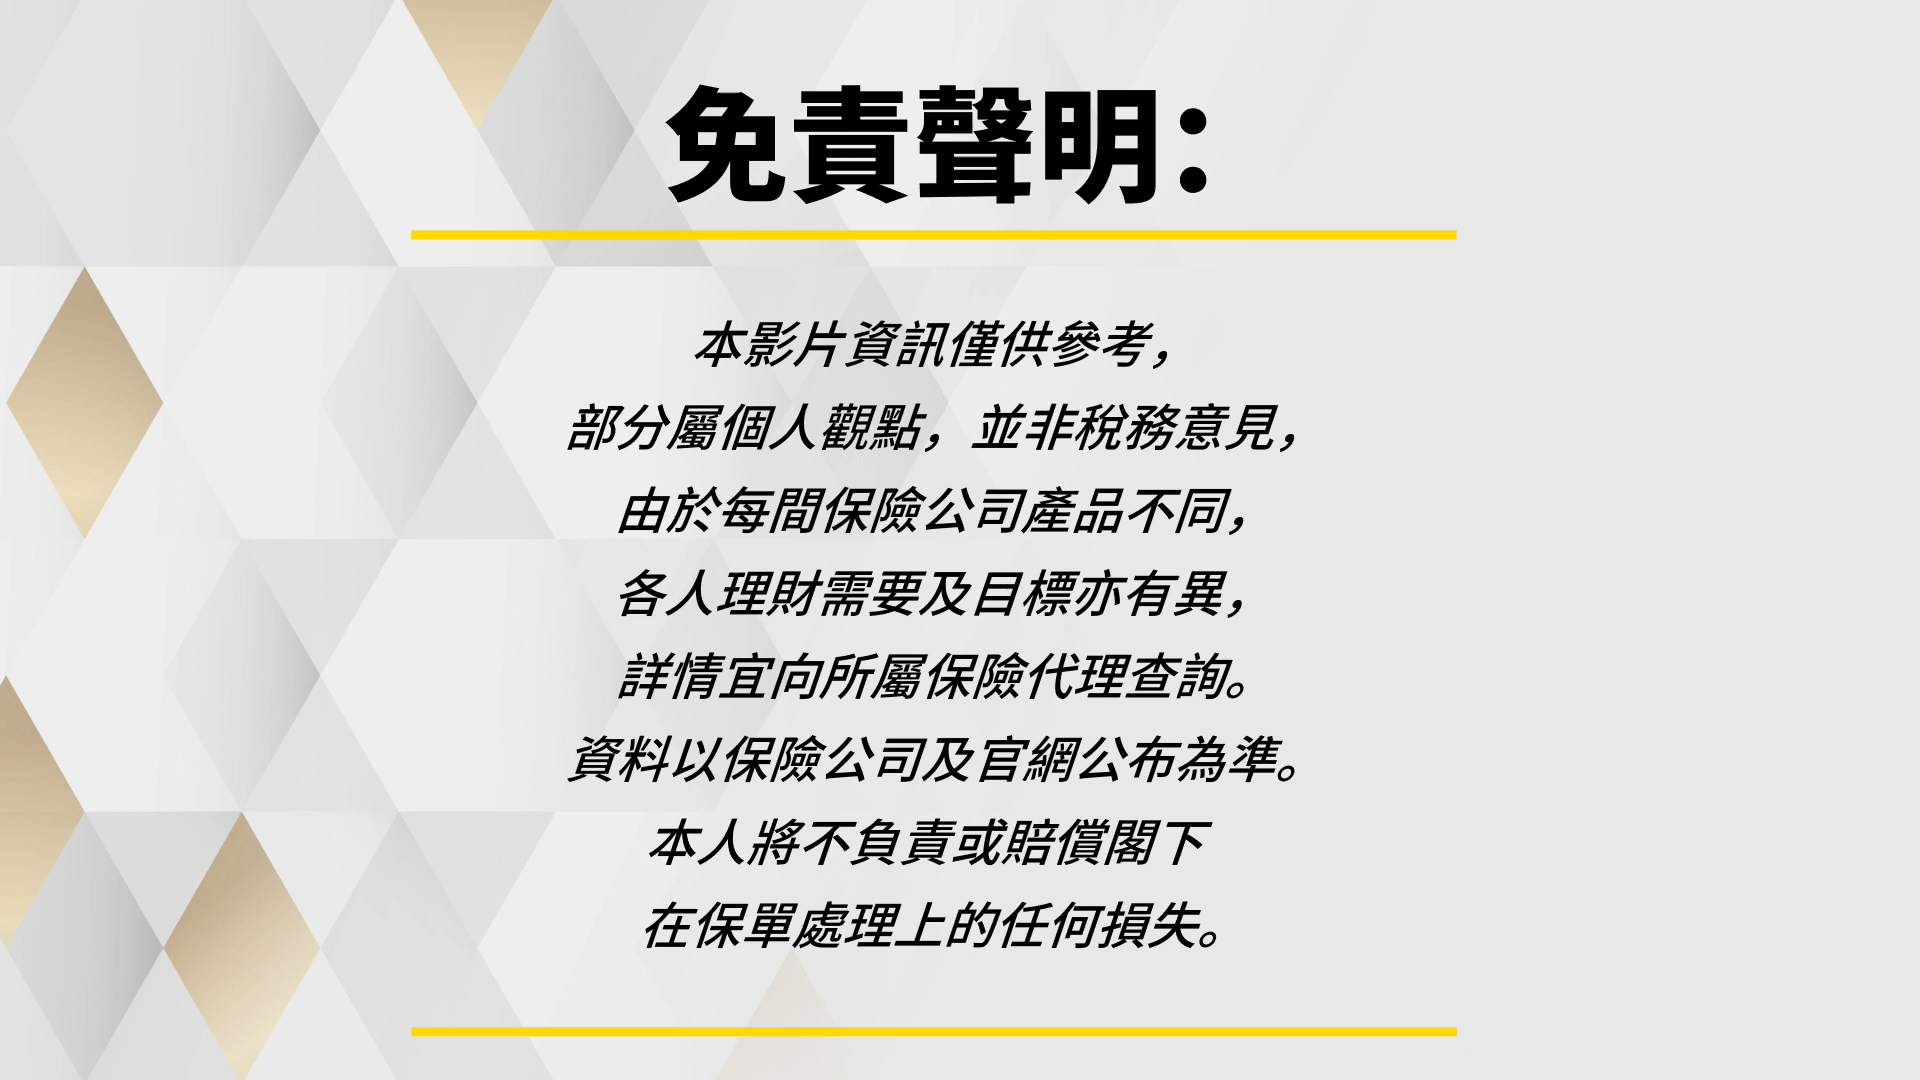 免責聲明：
本影片資訊僅供參考，
部分屬個人觀點，並非稅務意見，
由於每間保險公司產品不同，
各人理財需要及目標亦有異，
詳情宜向所屬保險代理查詢。
資料以保險公司及官網公布為準。
本人將不負責或賠償閣下
在保單處理上的任何損失。